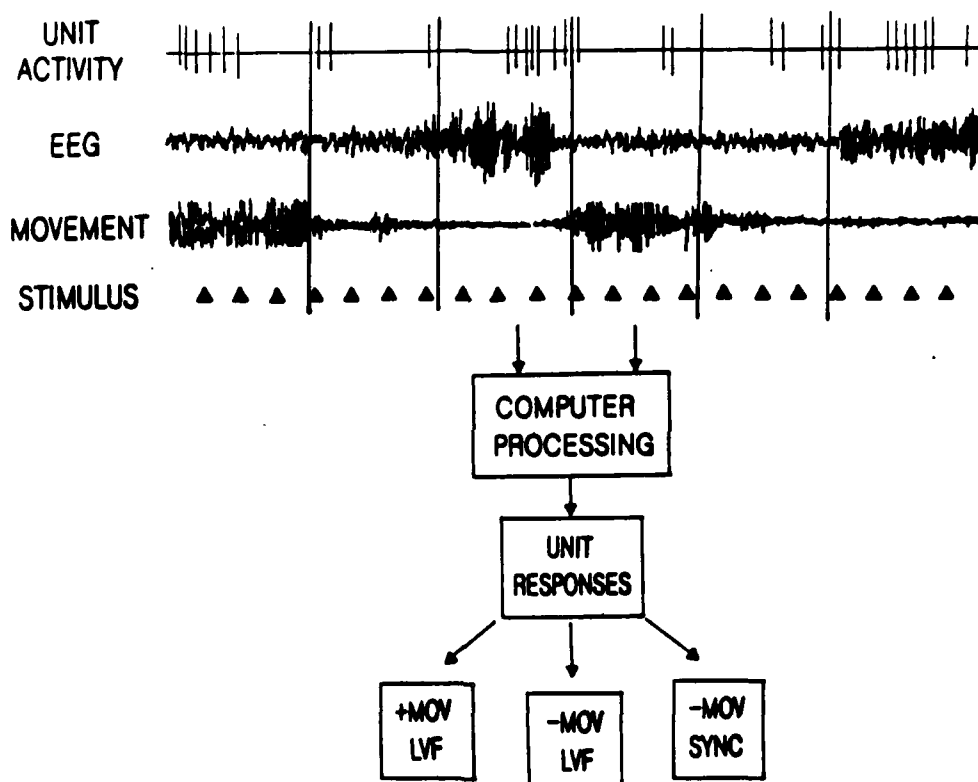 UNIT
ACTIVITY
EEG
MOVEMENT
STIMULUS
COMPUTER
PROCESSING
UNIT
RESPONSES
+MOV
LVF
−MOV
LVF
−MOV
SYNC